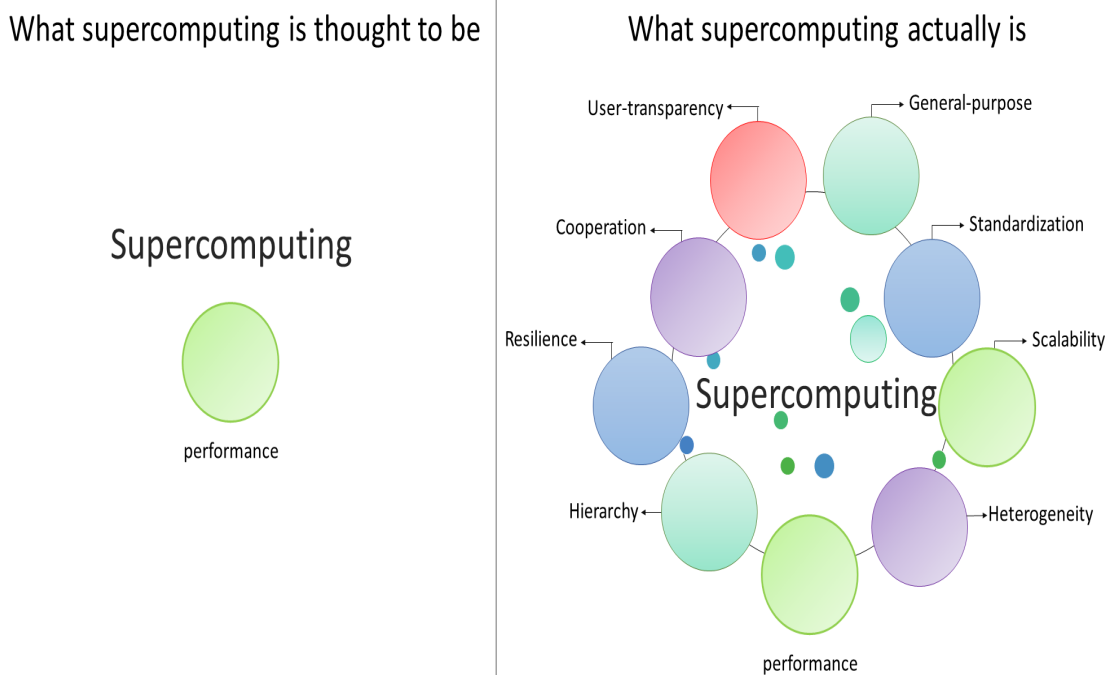 What supercomputing is thought to be
Supercomputing
performance
What supercomputing actually is
User-transparency
General-purpose
Cooperation
Standardization
Resilience
Scalability
Supercomputing
Hierarchy
Heterogeneity
performance